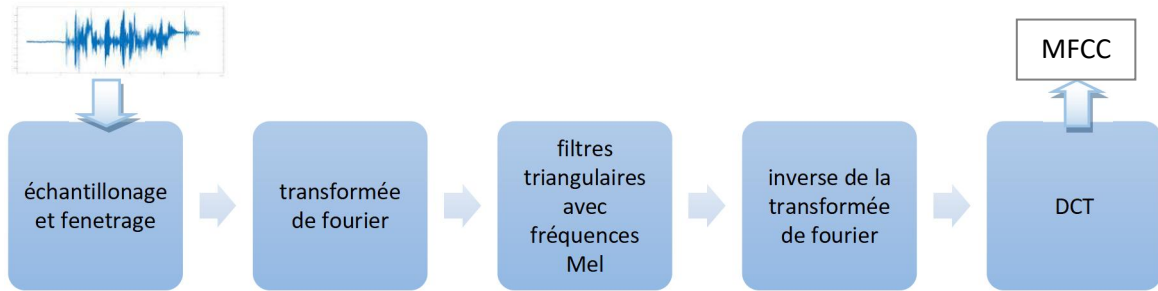 MFCC
échantillonage
et fenetrage
transformée
de fourier
filtres
triangulaires
avec
fréquences
Mel
inverse de la
transformée
de fourier
DCT